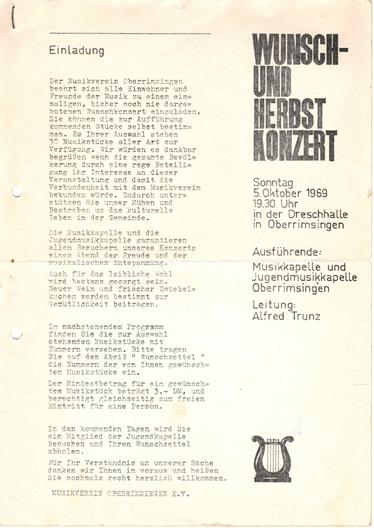 Einladung
Der Musikverein Oberrimsingen
beehrt sich alle Einwohner und
Freunde der Musik zu einem ein=
maligen, bisher noch nie darge=
botenen Wunschkonzert einzuladen.
Sie können die zur Aufführung
kommenden Stücke selbst bestim=
men. Zu Ihrer Auswahl stehen
30 Musikstücke aller Art zur
Verfügung. Wir würden es dankbar
begrüßen wenn die gesamte Bevöl=
kerung durch eine rege Beteili=
gung ihr Interesse an dieser
Veranstaltung und damit die
Verbundenheit mit dem Musikverein
bekunden würde. Dadurch unter=
stützen Sie unser Mühen und
Bestreben um das kulturelle
Leben in der Gemeinde.
Die Musikkapelle und die
Jugendmusikkapelle garantieren
allen Besuchern unseres Konzerts
einen Abend der Freude und der
musikalischen Entspannung.
Auch für das leibliche Wohl
wird bestens gesorgt sein.
Neuer Wein und frischer Zwiebel=
kuchen werden bestimmt zur
Gemütlichkeit beitragen.
In nachstehenden Programm
finden Sie die zur Auswahl
stehenden Musikstücke mit
Nummern versehen. Bitte tragen
Sie auf dem Abriß " Wunschzettel "
die Nummern der von Ihnen gewünsch=
ten Musikstücke ein.
Der Mindestbetrag für ein gewünsch=
tes Musikstück beträgt 3.- DM, und
berechtigt gleichzeitig zum freien
Eintritt für eine Person.
In den kommenden Tagen wird Sie
ein Mitglied der Jugendkapelle
besuchen und Ihren Wunschzettel
abholen.
Für Ihr Verständnis an unserer Sache
danken wir Ihnen im voraus und heißen
Sie nochmals recht herzlich willkommen.
MUSIKVEREIN OBERRIMSINGEN E.V.
WUNSCH-
UND
HERBST
KONZERT
Sonntag
5.Oktober 1969
19.30 Uhr
in der Dreschhalle
in Oberrimsingen
Ausführende:
Musikkapelle und
Jugendmusikkapelle
Oberrimsingen
Leitung:
Alfred Trunz